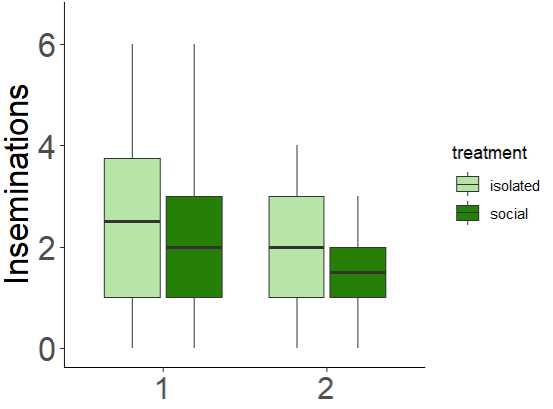 Inseminations
6
4
2
0
1 2
treatment
isolated
social